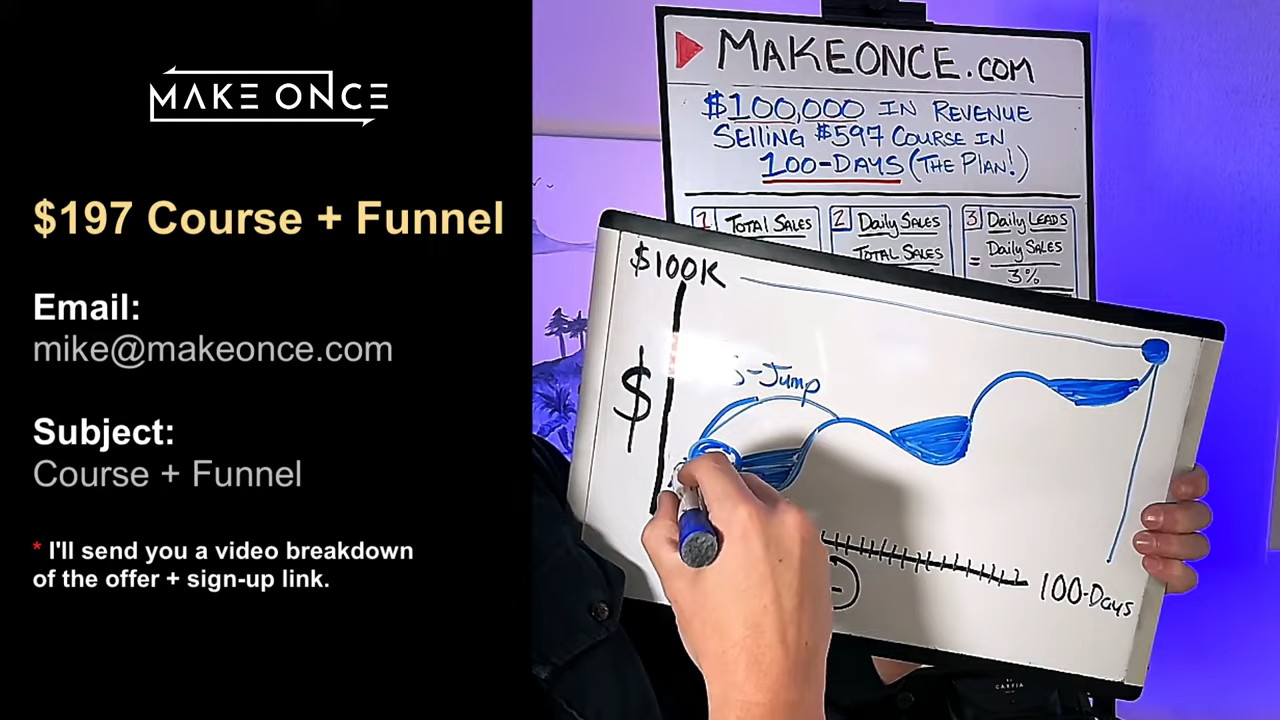 MAKE ONCE
$197 Course + Funnel
Email:
mike@makeonce.com
Subject:
Course + Funnel
* I'll send you a video breakdown
of the offer + sign-up link.
MAKEONCE.COM
$100,000 IN REVENUE
SELLING $597 COURSE IN
100-DAYS (THE PLAN!)
1 TOTAL SALES
2 Daily SALES
TOTAL SALES
3 Daily LEADS
= Daily SALES
3%
$100K
$
-Jump
100-Days